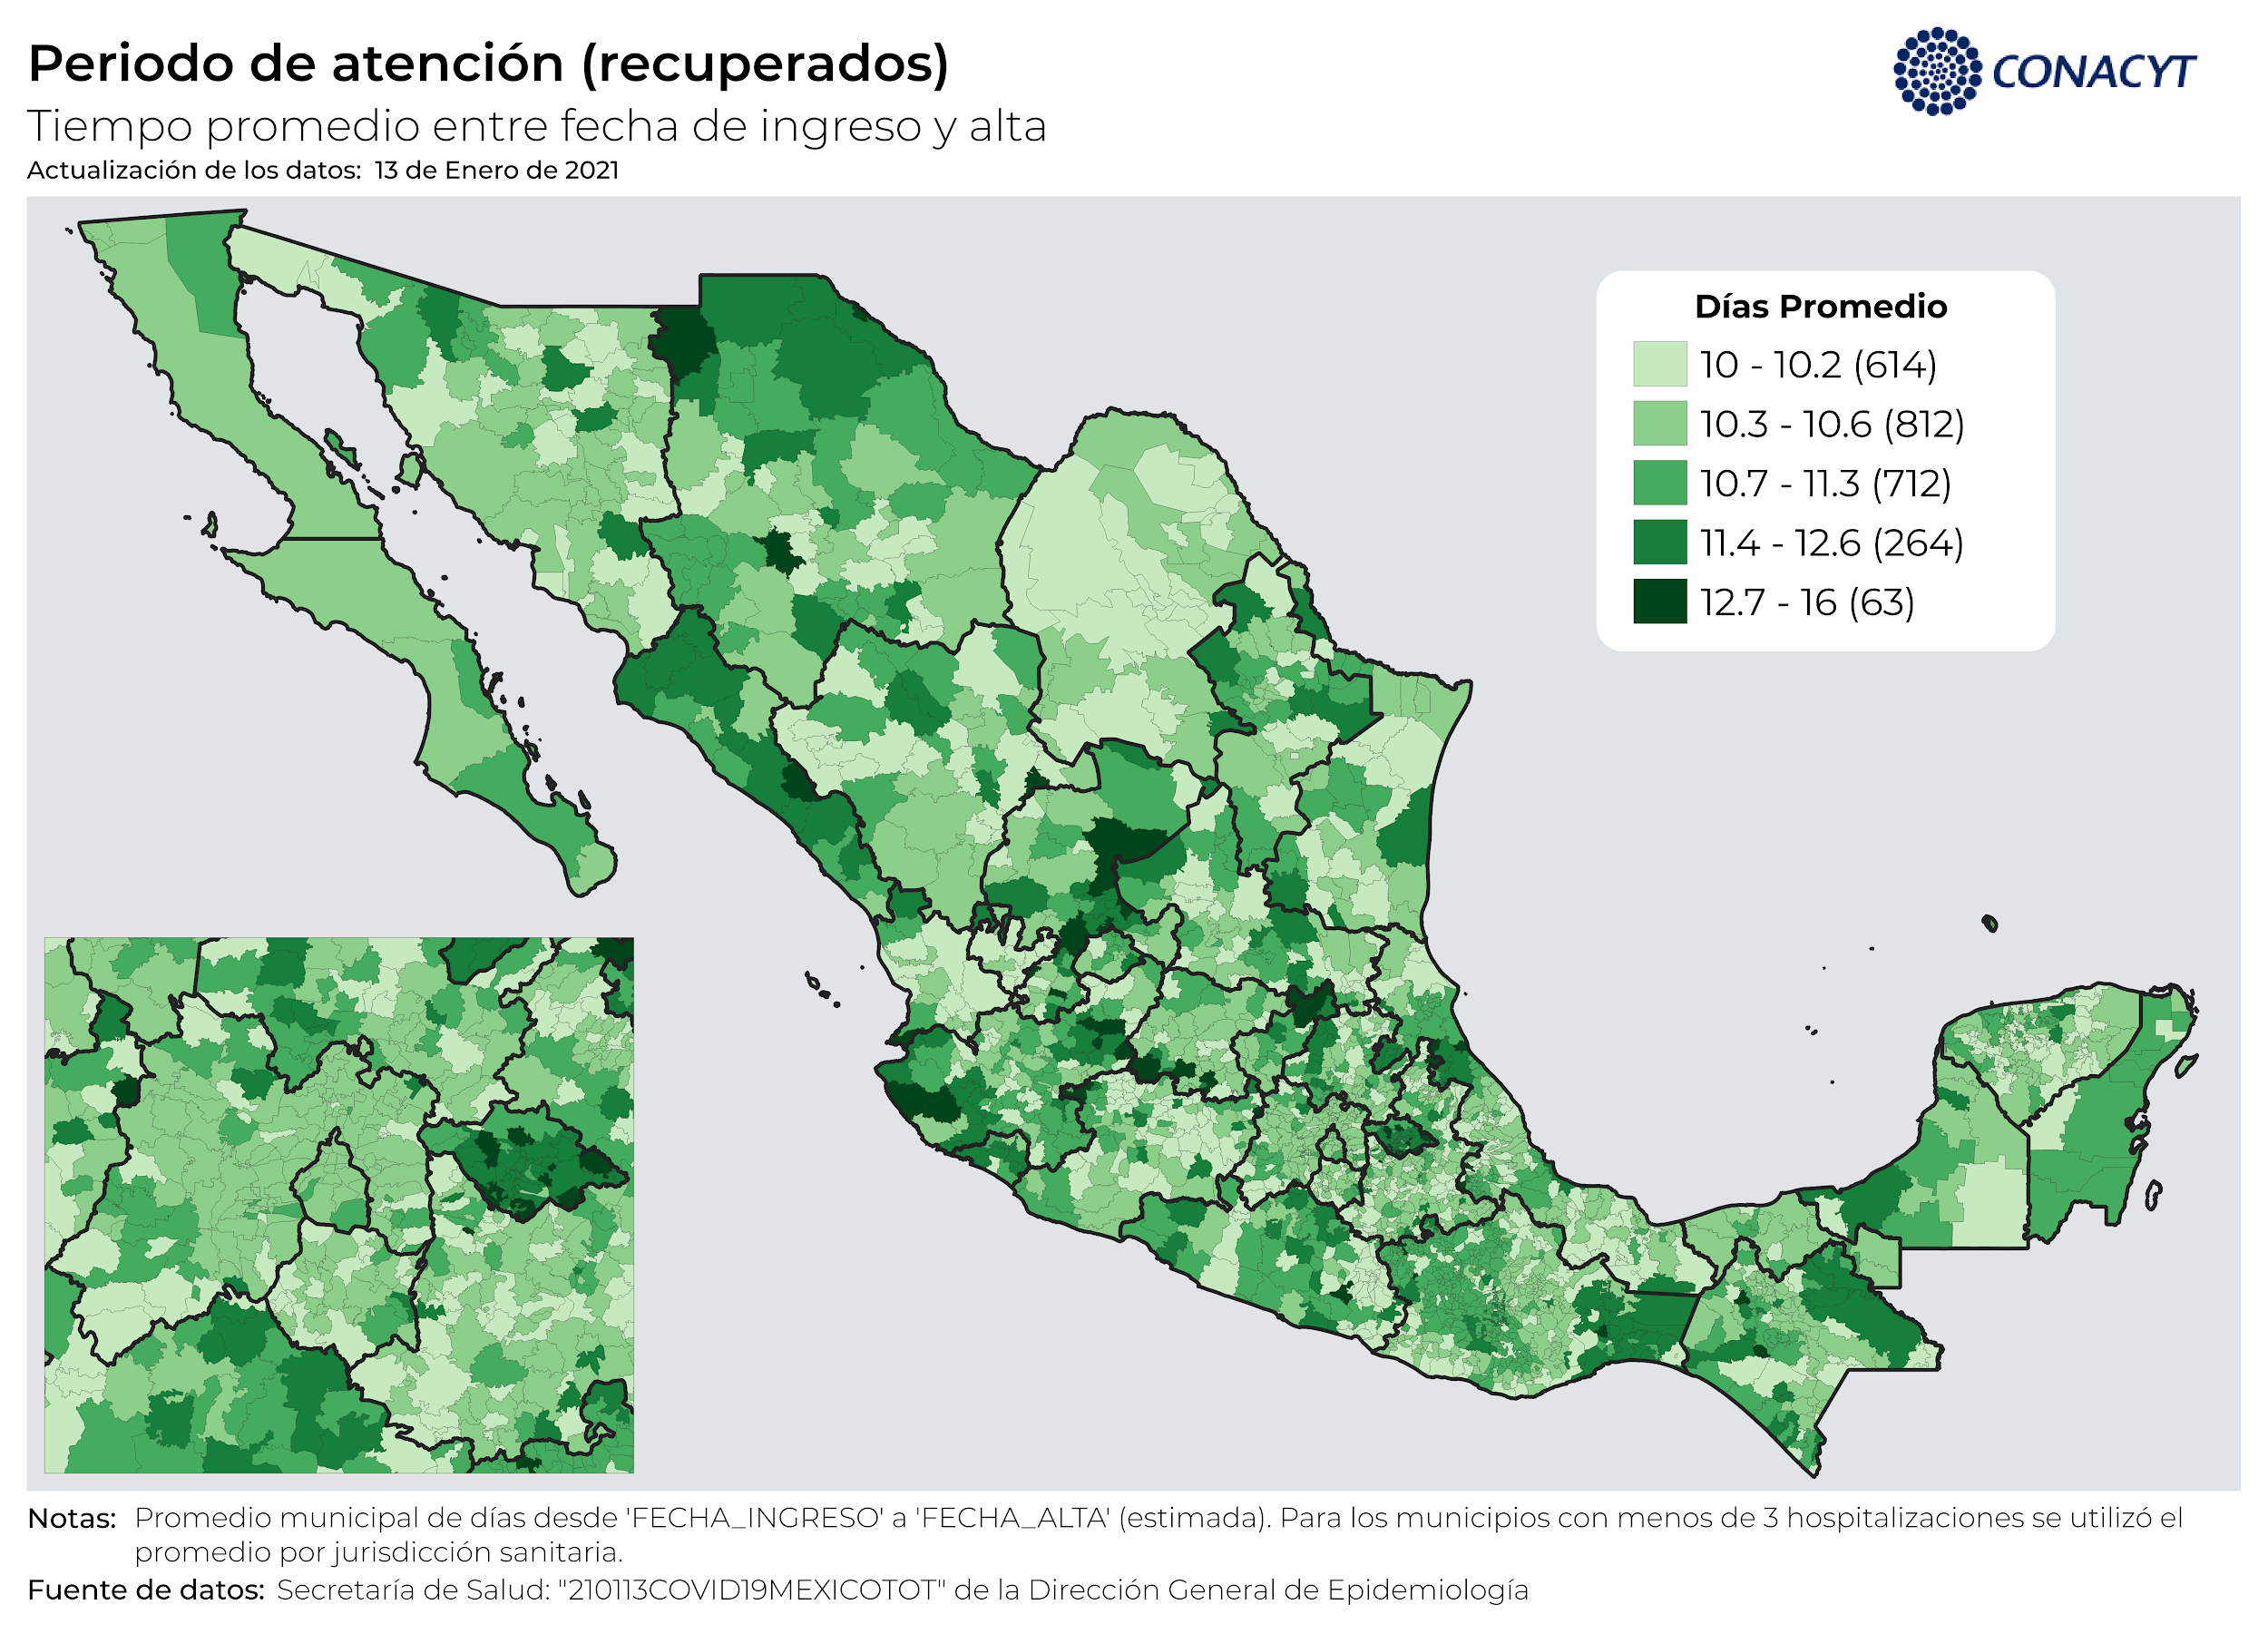 Periodo de atención (recuperados)
CONACYT
Tiempo promedio entre fecha de ingreso y alta
Actualización de los datos: 13 de Enero de 2021
Días Promedio
10 - 10.2 (614)
10.3 - 10.6 (812)
10.7 - 11.3 (712)
11.4 - 12.6 (264)
12.7 - 16 (63)
Notas: Promedio municipal de días desde 'FECHA_INGRESO' a 'FECHA_ALTA' (estimada). Para los municipios con menos de 3 hospitalizaciones se utilizó el
promedio por jurisdicción sanitaria.
Fuente de datos: Secretaría de Salud: "210113COVID19MEXICOTOT" de la Dirección General de Epidemiología